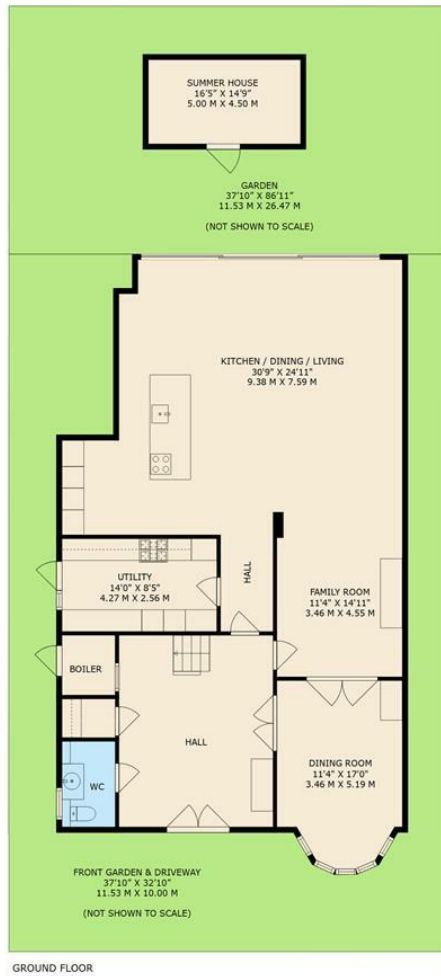 SUMMER HOUSE
16'5" X 14'9"
5.00 M X 4.50 M
GARDEN
37'10" X 86'11"
11.53 M X 26.47 M
(NOT SHOWN TO SCALE)
KITCHEN / DINING / LIVING
30'9" X 24'11"
9.38 M X 7.59 M
UTILITY
14'0" X 8'5"
4.27 M X 2.56 M
HALL
FAMILY ROOM
11'4" X 14'11"
3.46 M X 4.55 M
BOILER
HALL
DINING ROOM
11'4" X 17'0"
3.46 M X 5.19 M
WC
FRONT GARDEN & DRIVEWAY
37'10" X 32'10"
11.53 M X 10.00 M
(NOT SHOWN TO SCALE)
GROUND FLOOR